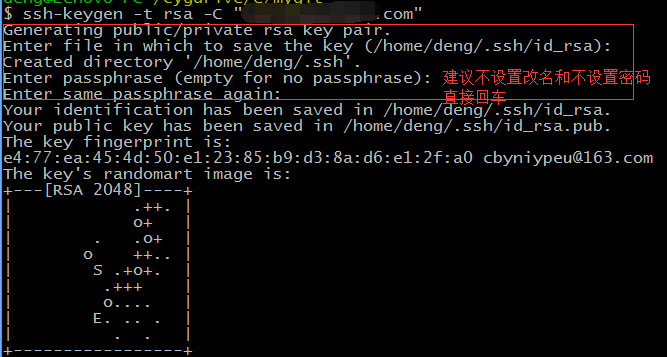 deng@Lenovo-PC /cygdrive/e/mygit
$ ssh-keygen -t rsa -C " .com"
Generating public/private rsa key pair.
Enter file in which to save the key (/home/deng/.ssh/id_rsa):
Created directory '/home/deng/.ssh'.
Enter passphrase (empty for no passphrase): 建议不设置改名和不设置密码
Enter same passphrase again: 直接回车
Your identification has been saved in /home/deng/.ssh/id_rsa.
Your public key has been saved in /home/deng/.ssh/id_rsa.pub.
The key fingerprint is:
e4:77:ea:45:4d:50:e1:23:85:b9:d3:8a:d6:e1:2f:a0 cbyniypeu@163.com
The key's randomart image is:
+---[RSA 2048]----+
|             .++. |
|             o+   |
|         .   .o+  |
|        o    ++.. |
|         S .+o+.  |
|          .+++    |
|          o....   |
|         E. .. .  |
|           .  .   |
+-----------------+